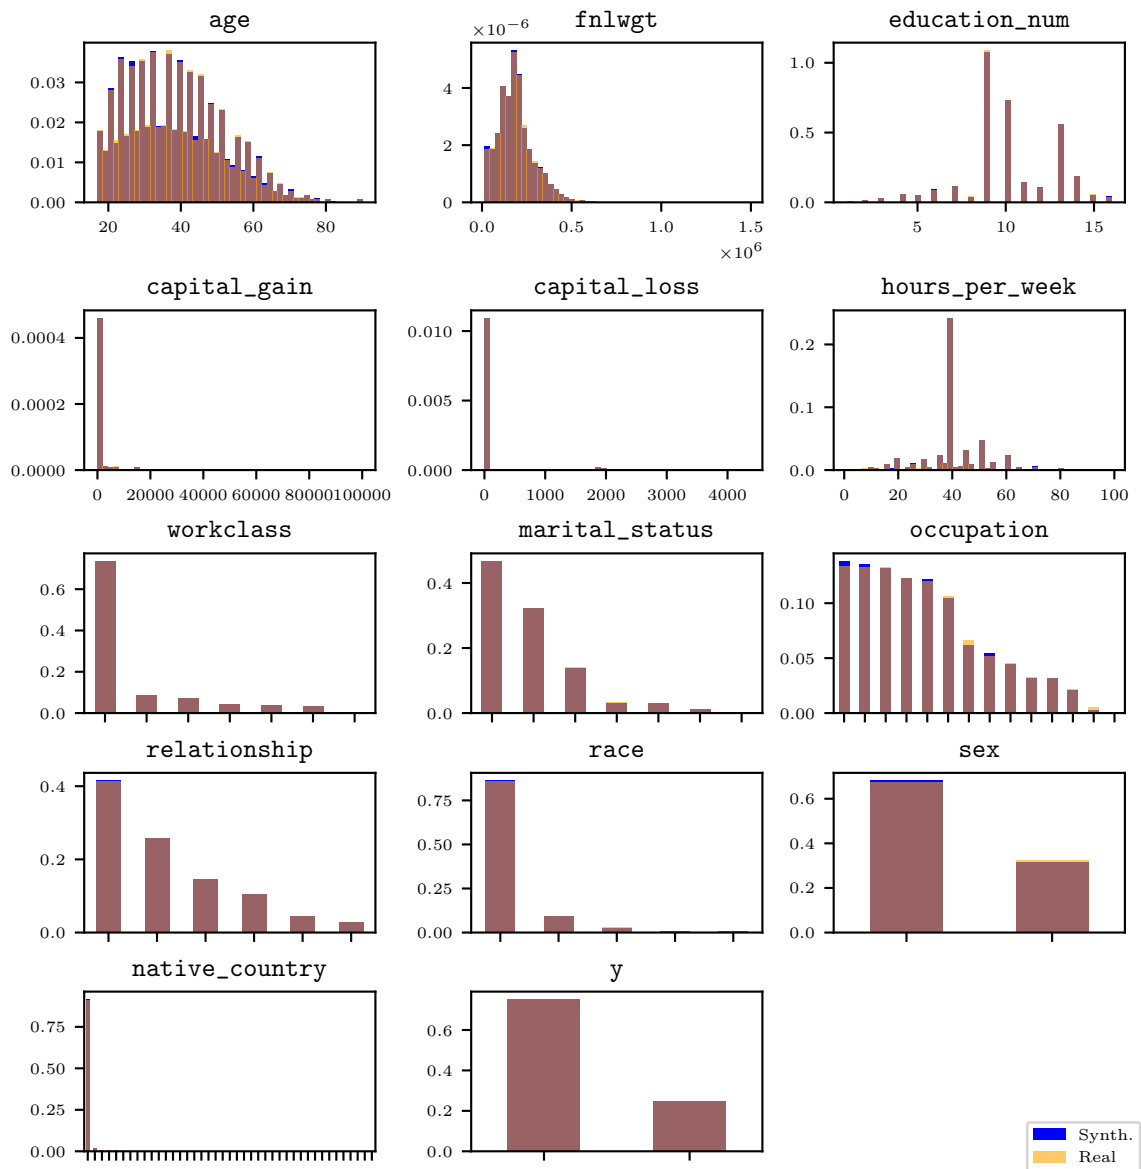 age fnlwgt education_num
×10−6
0.03 4 1.0
0.02
0.5
2
0.01
0.00 0 0.0
20 40 60 80 0.0 0.5 1.0 1.5 5 10 15
×10^6
capital_gain capital_loss hours_per_week
0.0004 0.010 0.2
0.0002 0.005 0.1
0.0000 0.000 0.0
0 20000 40000 60000 80000 100000 0 1000 2000 3000 4000 0 20 40 60 80 100
workclass marital_status occupation
0.6 0.4 0.10
0.4
0.2 0.05
0.2
0.0 0.0 0.00
relationship race sex
0.4 0.75 0.6
0.50 0.4
0.2
0.25 0.2
0.0 0.00 0.0
native_country y
0.75 0.6
0.50 0.4
0.25 0.2
0.00 0.0
Synth.
Real